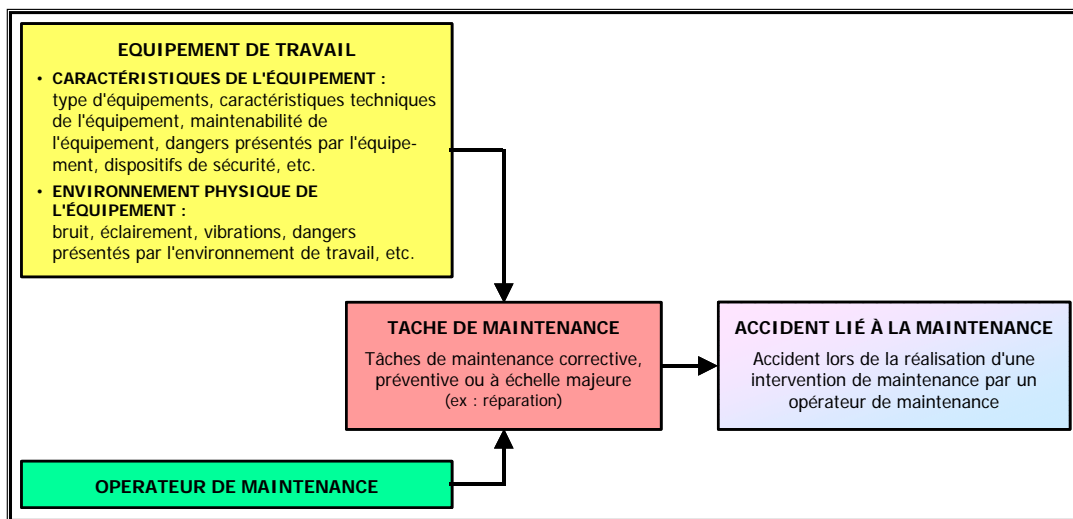 EQUIPEMENT DE TRAVAIL
• CARACTÉRISTIQUES DE L'ÉQUIPEMENT :
type d'équipements, caractéristiques techniques
de l'équipement, maintenabilité de
l'équipement, dangers présentés par l'équipe-
ment, dispositifs de sécurité, etc.
• ENVIRONNEMENT PHYSIQUE DE
L'ÉQUIPEMENT :
bruit, éclairement, vibrations, dangers
présentés par l'environnement de travail, etc.
TACHE DE MAINTENANCE
Tâches de maintenance corrective,
préventive ou à échelle majeure
(ex : réparation)
ACCIDENT LIÉ À LA MAINTENANCE
Accident lors de la réalisation d'une
intervention de maintenance par un
opérateur de maintenance
OPERATEUR DE MAINTENANCE